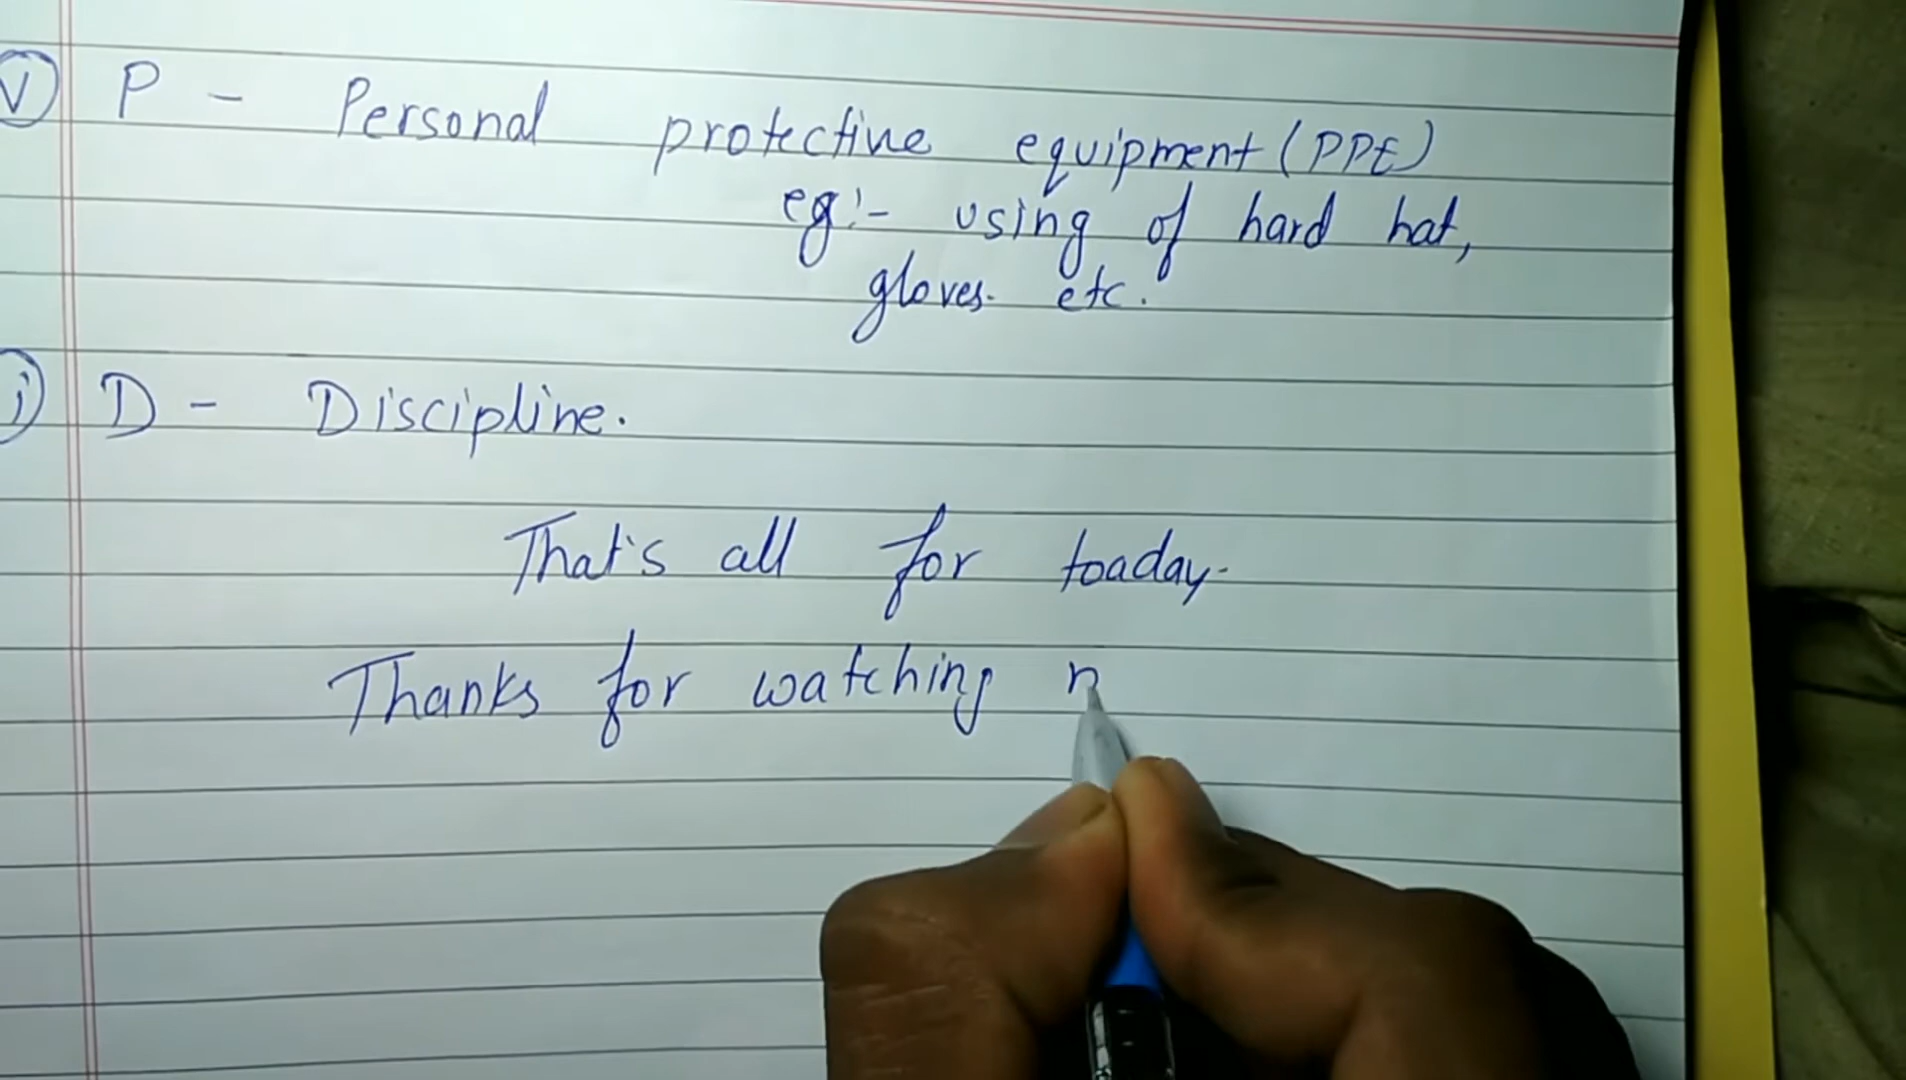 V P - Personal protective equipment (PPE)
eg:- using of hard hat,
gloves. etc.
i) D - Discipline.
That's all for toaday.
Thanks for watching n